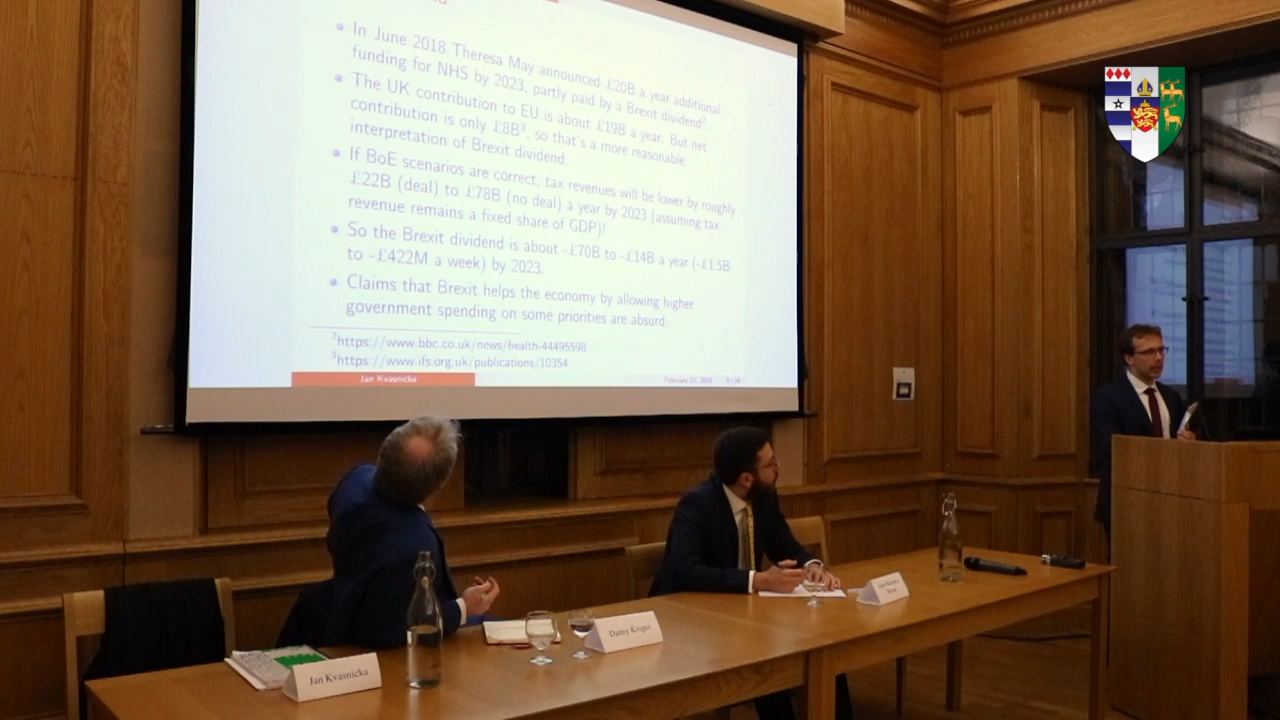 In June 2018 Theresa May announced £20B a year additional
funding for NHS by 2023, partly paid by a Brexit dividend².
The UK contribution to EU is about £19B a year. But net
contribution is only £8B³, so that's a more reasonable
interpretation of Brexit dividend.
If BoE scenarios are correct, tax revenues will be lower by roughly
£22B (deal) to £78B (no deal) a year by 2023 (assuming tax
revenue remains a fixed share of GDP)!
So the Brexit dividend is about -£70B to -£14B a year (-£1.5B
to -£422M a week) by 2023.
Claims that Brexit helps the economy by allowing higher
government spending on some priorities are absurd.
²https://www.bbc.co.uk/news/health-44495598
³https://www.ifs.org.uk/publications/10354
Jan Kvasnicka
Danny Kruger
Jan Kvasnicka